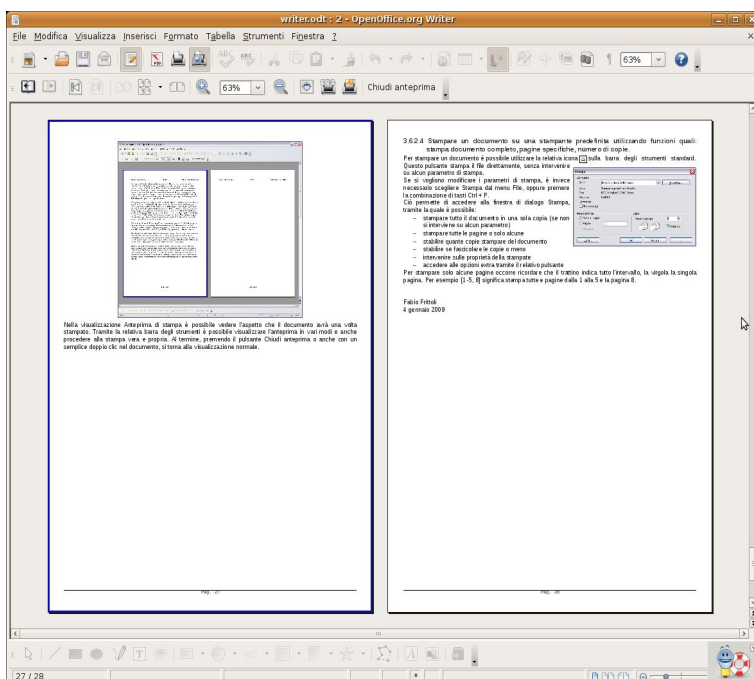 writer.odt : 2 - OpenOffice.org Writer
File Modifica Visualizza Inserisci Formato Tabella Strumenti Finestra ?
63%
63% Chiudi anteprima
Nella visualizzazione Anteprima di stampa è possibile vedere l'aspetto che il documento avrà una volta
stampato. Tramite la relativa barra degli strumenti è possibile visualizzare l'anteprima in vari modi e anche
procedere alla stampa vera e propria. Al termine, premendo il pulsante Chiudi anteprima o anche con un
semplice doppio clic nel documento, si torna alla visualizzazione normale.
Pag. 27
3.6.2.4 Stampare un documento su una stampante predefinita utilizzando funzioni quali:
stampa documento completo, pagine specifiche, numero di copie.
Per stampare un documento è possibile utilizzare la relativa icona sulla barra degli strumenti standard.
Questo pulsante stampa il file direttamente, senza intervenire
su alcun parametro di stampa.
Se si vogliono modificare i parametri di stampa, è invece
necessario scegliere Stampa dal menu File, oppure premere
la combinazione di tasti Ctrl + P.
Ciò permette di accedere alla finestra di dialogo Stampa,
tramite la quale è possibile:
– stampare tutto il documento in una sola copia (se non
si interviene su alcun parametro)
– stampare tutte le pagine o solo alcune
– stabilire quante copie stampare del documento
– stabilire se fascicolare le copie o meno
– intervenire sulle proprietà della stampate
– accedere alle opzioni extra tramite il relativo pulsante
Per stampare solo alcune pagine occorre ricordare che il trattino indica tutto l'intervallo, la virgola la singola
pagina. Per esempio [1-5, 8] significa stampa tutte e pagine dalla 1 alla 5 e la pagina 8.
Fabio Frittoli
4 gennaio 2009
Pag. 28
27 / 28